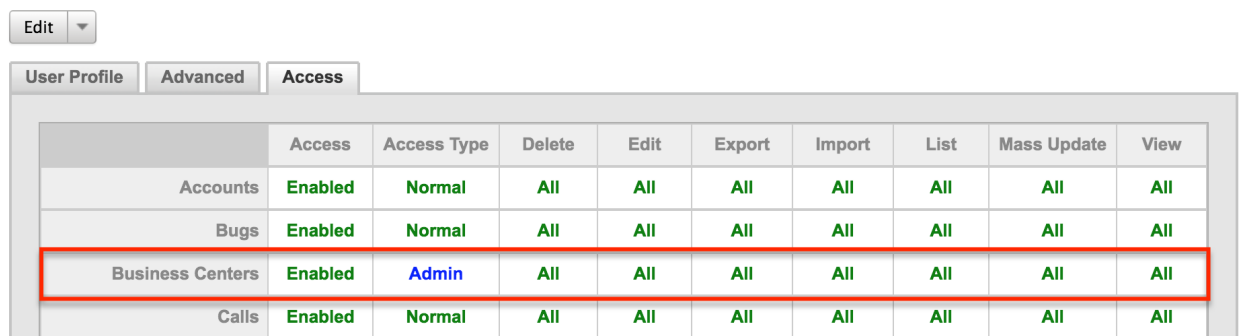 Edit
User Profile Advanced Access
Access Access Type Delete Edit Export Import List Mass Update View
Accounts Enabled Normal All All All All All All All
Bugs Enabled Normal All All All All All All All
Business Centers Enabled Admin All All All All All All All
Calls Enabled Normal All All All All All All All